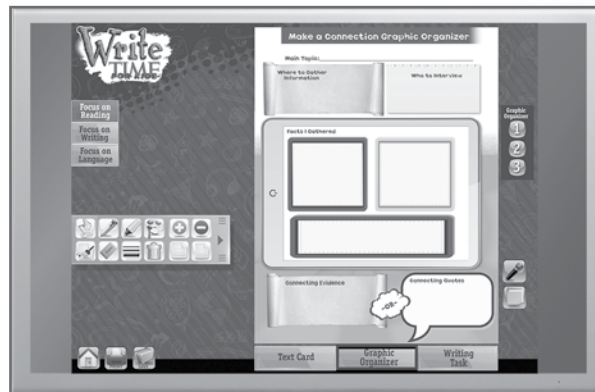 Write
TIME
FOR KIDS
Make a Connection Graphic Organizer
Main Topic:
Where to Gather
Information
Who to Interview
Focus on
Reading
Focus on
Writing
Focus on
Language
Graphic
Organizer
1
2
3
Facts I Gathered
Connecting Evidence
-OR-
Connecting Quotes
Text Card
Graphic
Organizer
Writing
Task